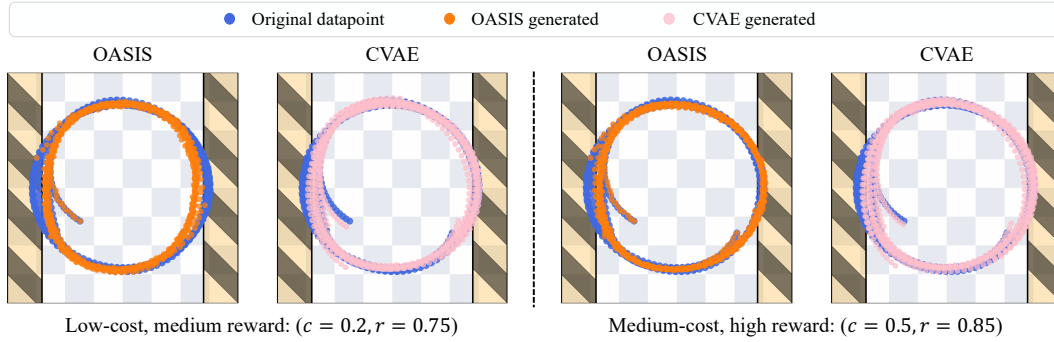 Original datapoint OASIS generated CVAE generated
OASIS CVAE OASIS CVAE
Low-cost, medium reward: (c = 0.2, r = 0.75) Medium-cost, high reward: (c = 0.5, r = 0.85)